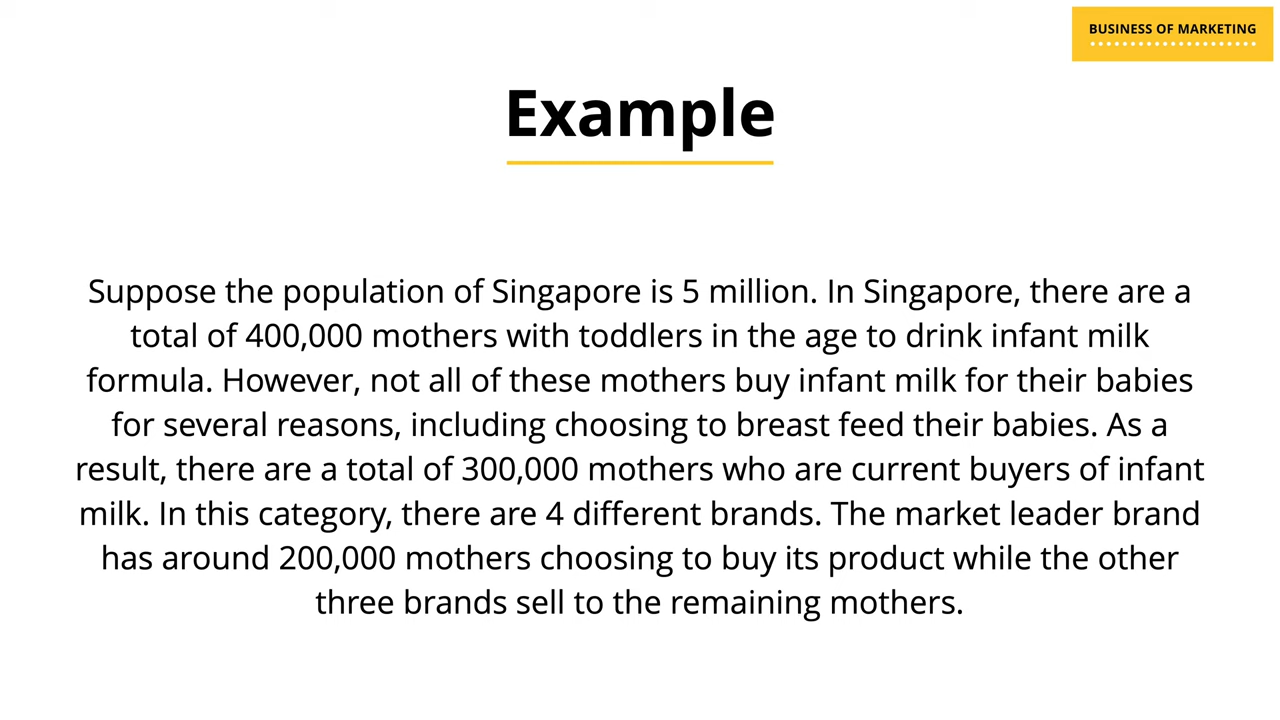 BUSINESS OF MARKETING
Example
Suppose the population of Singapore is 5 million. In Singapore, there are a
total of 400,000 mothers with toddlers in the age to drink infant milk
formula. However, not all of these mothers buy infant milk for their babies
for several reasons, including choosing to breast feed their babies. As a
result, there are a total of 300,000 mothers who are current buyers of infant
milk. In this category, there are 4 different brands. The market leader brand
has around 200,000 mothers choosing to buy its product while the other
three brands sell to the remaining mothers.